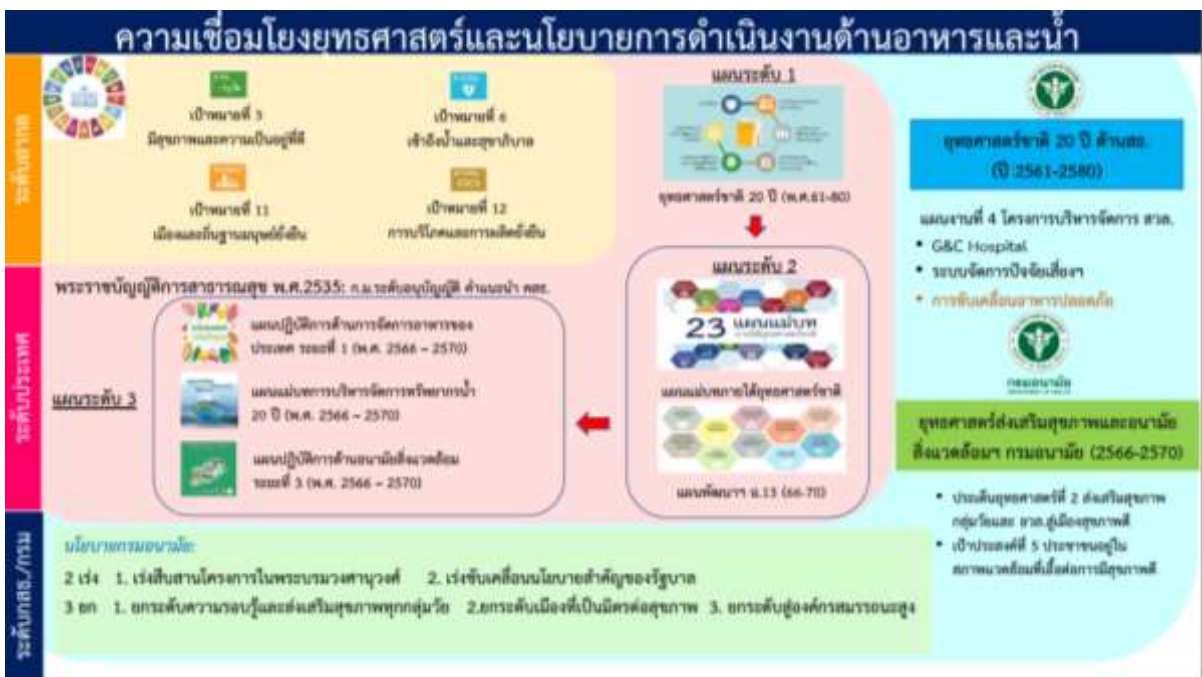 ความเชื่อมโยงยุทธศาสตร์และนโยบายการดำเนินงานด้านอาหารและน้ำ
ระดับสากล
เป้าหมายที่ 3
มีสุขภาพและความเป็นอยู่ที่ดี
เป้าหมายที่ 6
เข้าถึงน้ำและสุขาภิบาล
เป้าหมายที่ 11
เมืองและถิ่นฐานมนุษย์ยั่งยืน
เป้าหมายที่ 12
การบริโภคและการผลิตยั่งยืน
แผนระดับ 1
ยุทธศาสตร์ชาติ 20 ปี (พ.ศ.61-80)
ระดับประเทศ
พระราชบัญญัติการสาธารณสุข พ.ศ.2535: ก.ม.ระดับอนุบัญญัติ คำแนะนำ คสธ.
แผนระดับ 3
แผนปฏิบัติการด้านการจัดการอาหารของ
ประเทศ ระยะที่ 1 (พ.ศ. 2566 – 2570)
แผนแม่บทการบริหารจัดการทรัพยากรน้ำ
20 ปี (พ.ศ. 2566 – 2570)
แผนปฏิบัติการด้านอนามัยสิ่งแวดล้อม
ระยะที่ 3 (พ.ศ. 2566 – 2570)
แผนระดับ 2
23 แผนแม่บท
แผนแม่บทภายใต้ยุทธศาสตร์ชาติ
แผนพัฒนาฯ ฉ.13 (66-70)
ยุทธศาสตร์ชาติ 20 ปี ด้านสธ.
(ปี 2561-2580)
แผนงานที่ 4 โครงการบริหารจัดการ สวล.
• G&C Hospital
• ระบบจัดการปัจจัยเสี่ยงฯ
• การขับเคลื่อนอาหารปลอดภัย
กรมอนามัย
ยุทธศาสตร์ส่งเสริมสุขภาพและอนามัย
สิ่งแวดล้อมฯ กรมอนามัย (2566-2570)
• ประเด็นยุทธศาสตร์ที่ 2 ส่งเสริมสุขภาพ
กลุ่มวัยและ อวล.สู่เมืองสุขภาพดี
• เป้าประสงค์ที่ 5 ประชาชนอยู่ใน
สภาพแวดล้อมที่เอื้อต่อการมีสุขภาพดี
ระดับกสธ./กรม
นโยบายกรมอนามัย:
2 เร่ง 1. เร่งสืบสานโครงการในพระบรมวงศานุวงศ์ 2. เร่งขับเคลื่อนนโยบายสำคัญของรัฐบาล
3 ยก 1. ยกระดับความรอบรู้และส่งเสริมสุขภาพทุกกลุ่มวัย 2.ยกระดับเมืองที่เป็นมิตรต่อสุขภาพ 3. ยกระดับสู่องค์กรสมรรถนะสูง